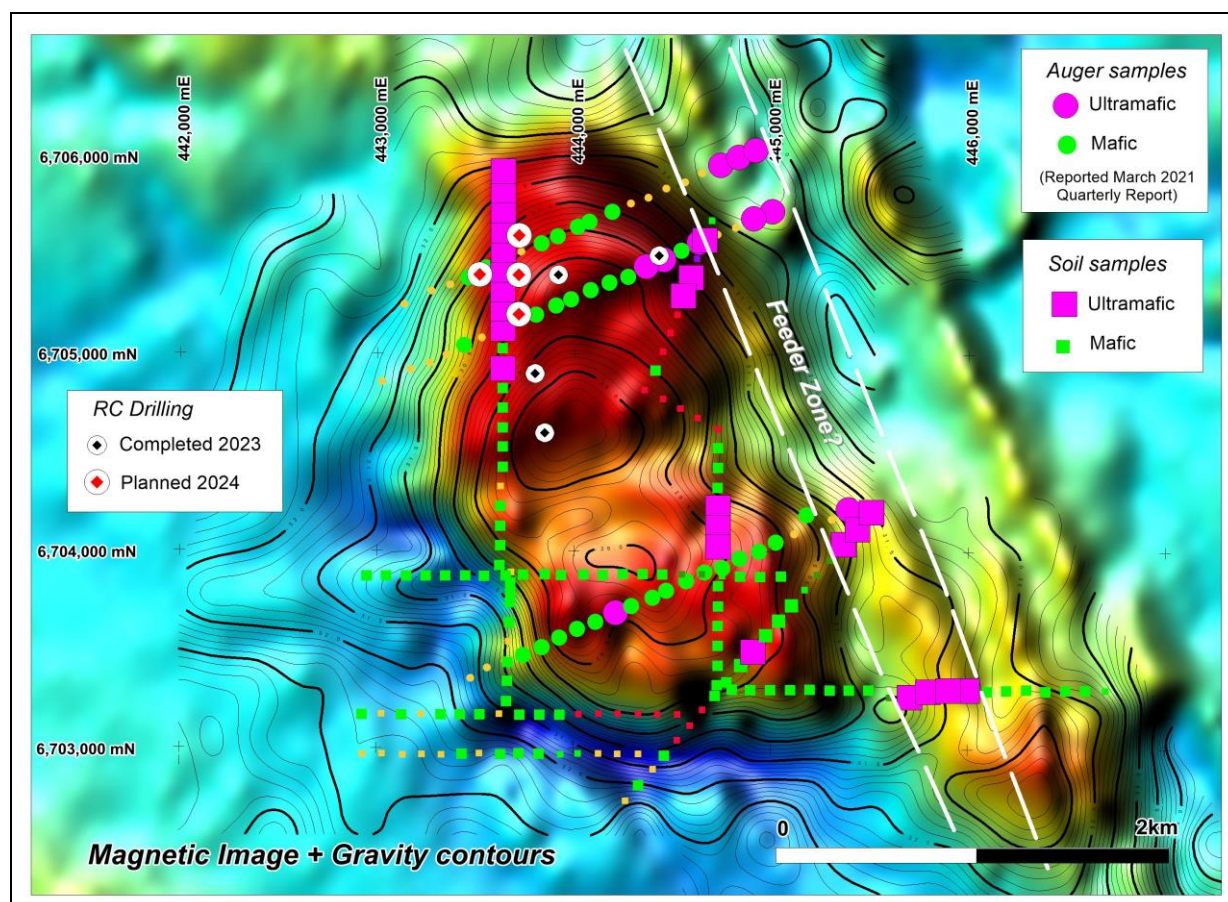 442,000 mE
443,000 mE
444,000 mE
445,000 mE
446,000 mE
6,706,000 mN
6,705,000 mN
6,704,000 mN
6,703,000 mN
Auger samples
Ultramafic
Mafic
(Reported March 2021
Quarterly Report)
Soil samples
Ultramafic
Mafic
RC Drilling
Completed 2023
Planned 2024
Feeder Zone?
Magnetic Image + Gravity contours
0
2km